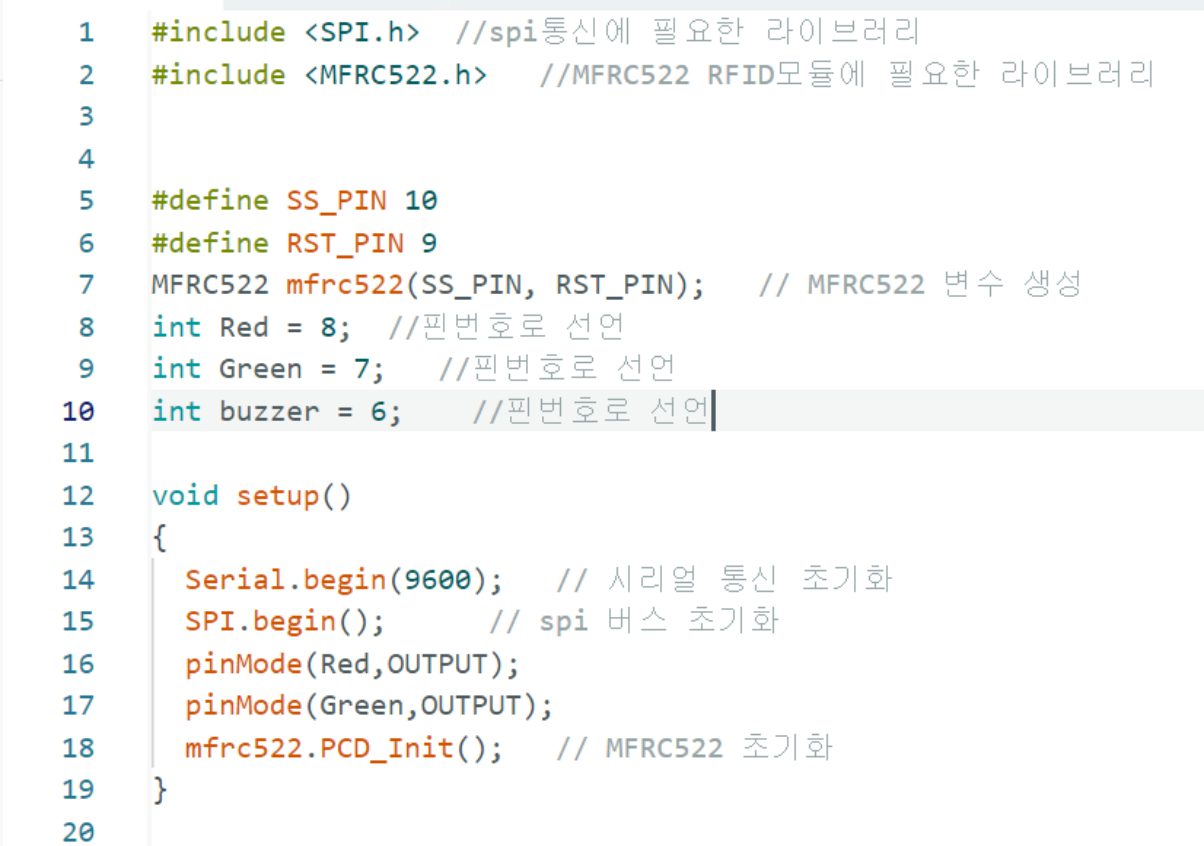 1 #include <SPI.h> //spi통신에 필요한 라이브러리
2 #include <MFRC522.h> //MFRC522 RFID모듈에 필요한 라이브러리
3
4
5 #define SS_PIN 10
6 #define RST_PIN 9
7 MFRC522 mfrc522(SS_PIN, RST_PIN); // MFRC522 변수 생성
8 int Red = 8; //핀번호로 선언
9 int Green = 7; //핀번호로 선언
10 int buzzer = 6; //핀번호로 선언
11
12 void setup()
13 {
14 Serial.begin(9600); // 시리얼 통신 초기화
15 SPI.begin(); // spi 버스 초기화
16 pinMode(Red,OUTPUT);
17 pinMode(Green,OUTPUT);
18 mfrc522.PCD_Init(); // MFRC522 초기화
19 }
20